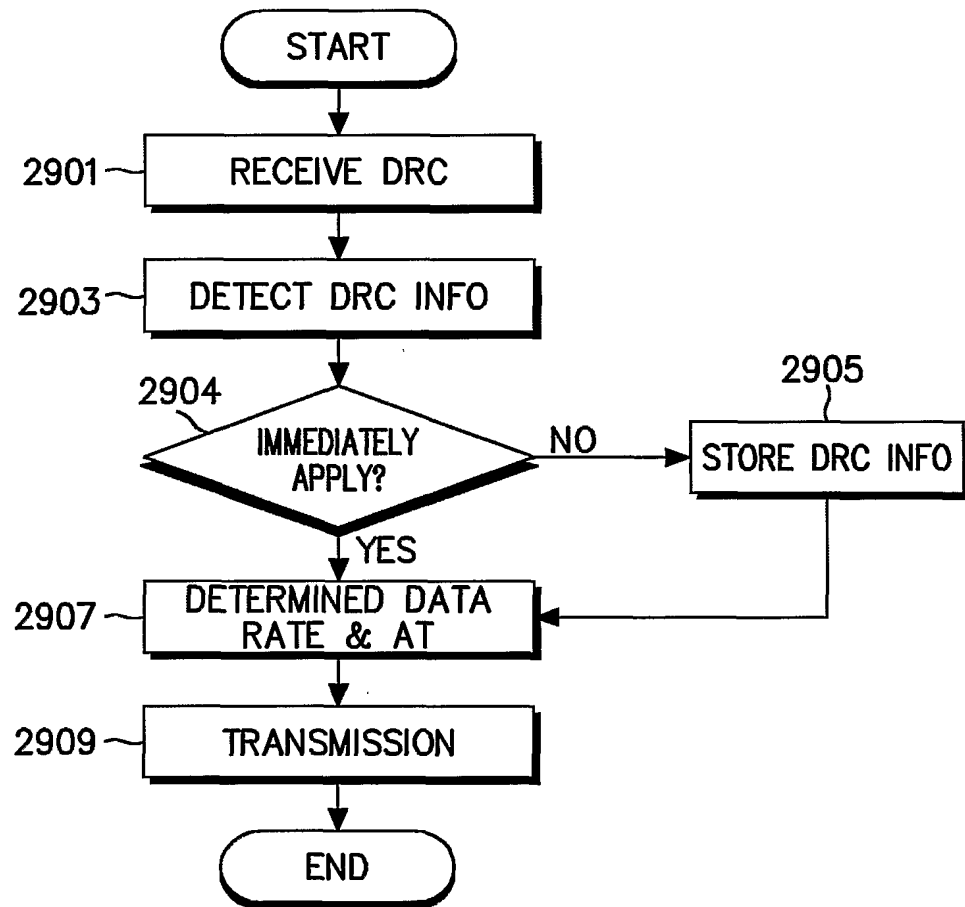 START
2901
RECEIVE DRC
2903
DETECT DRC INFO
2904
IMMEDIATELY
APPLY?
NO
2905
STORE DRC INFO
YES
2907
DETERMINED DATA
RATE & AT
2909
TRANSMISSION
END